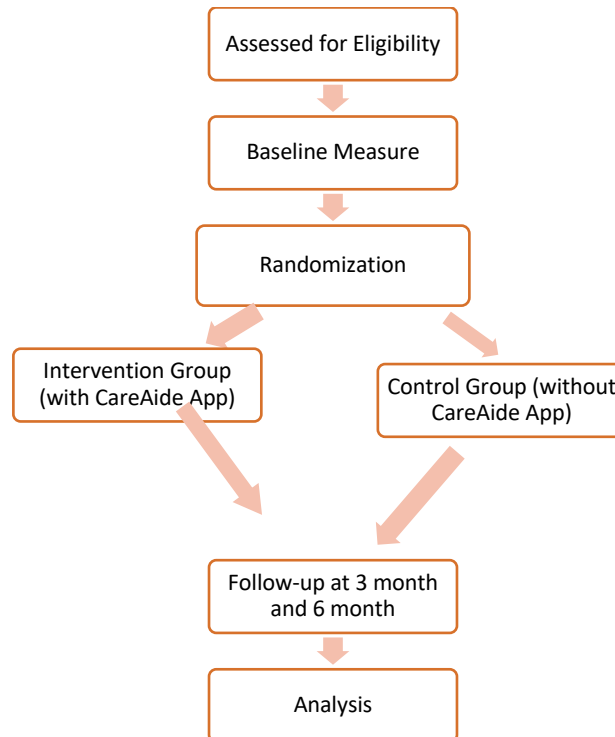 Assessed for Eligibility
Baseline Measure
Randomization
Intervention Group
(with CareAide App)
Control Group (without
CareAide App)
Follow-up at 3 month
and 6 month
Analysis